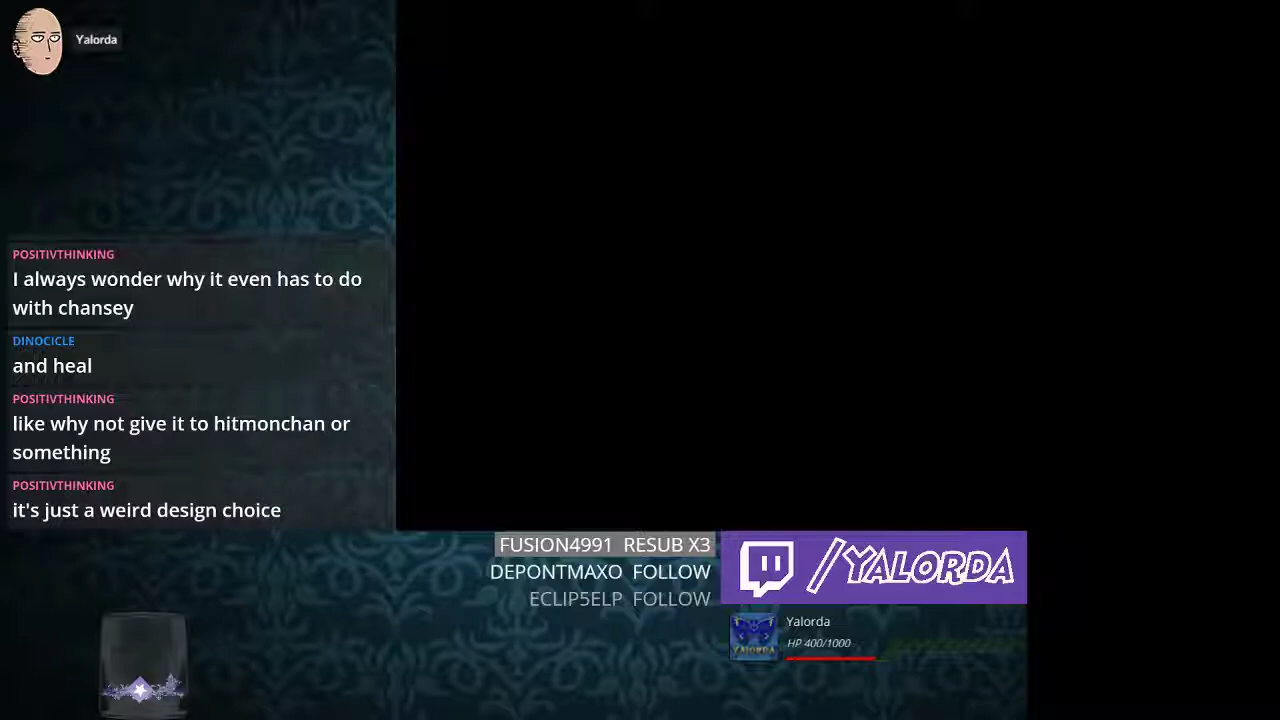 Yalorda
POSITIVTHINKING
I always wonder why it even has to do
with chansey
DINOCICLE
and heal
POSITIVTHINKING
like why not give it to hitmonchan or
something
POSITIVTHINKING
it's just a weird design choice
FUSION4991 RESUB X3
DEPONTMAXO FOLLOW
ECLIP5ELP FOLLOW
/YALORDA
Yalorda
HP 400/1000
YALORDA